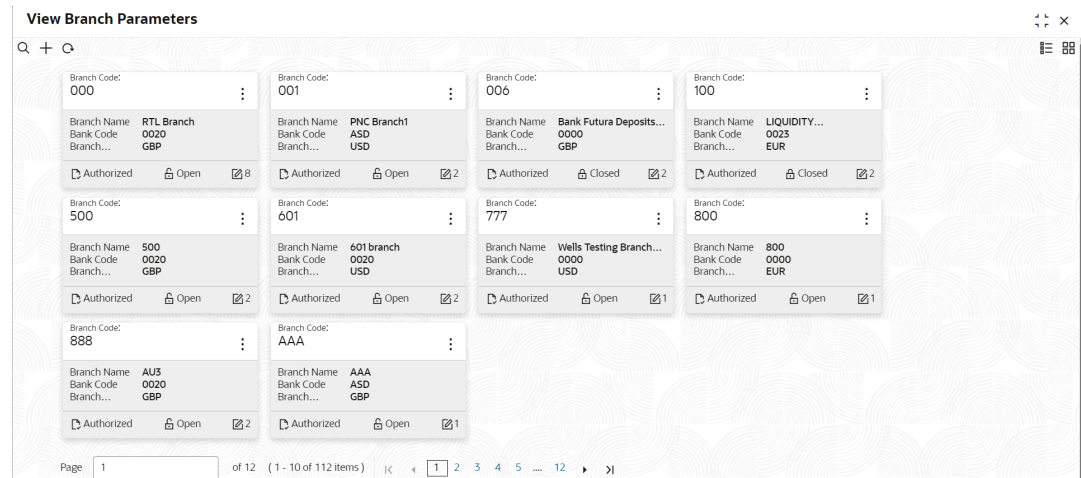 View Branch Parameters
Branch Code:
000
Branch Name RTL Branch
Bank Code 0020
Branch... GBP
Authorized Open 8
Branch Code:
001
Branch Name PNC Branch1
Bank Code ASD
Branch... USD
Authorized Open 2
Branch Code:
006
Branch Name Bank Futura Deposits...
Bank Code 0000
Branch... GBP
Authorized Closed 2
Branch Code:
100
Branch Name LIQUIDITY...
Bank Code 0023
Branch... EUR
Authorized Closed 2
Branch Code:
500
Branch Name 500
Bank Code 0020
Branch... GBP
Authorized Open 2
Branch Code:
601
Branch Name 601 branch
Bank Code 0020
Branch... USD
Authorized Open 2
Branch Code:
777
Branch Name Wells Testing Branch...
Bank Code 0000
Branch... USD
Authorized Open 1
Branch Code:
800
Branch Name 800
Bank Code 0000
Branch... EUR
Authorized Open 1
Branch Code:
888
Branch Name AU3
Bank Code 0020
Branch... GBP
Authorized Open 2
Branch Code:
AAA
Branch Name AAA
Bank Code ASD
Branch... GBP
Authorized Open 1
Page 1 of 12 (1 - 10 of 112 items) 1 2 3 4 5 .... 12